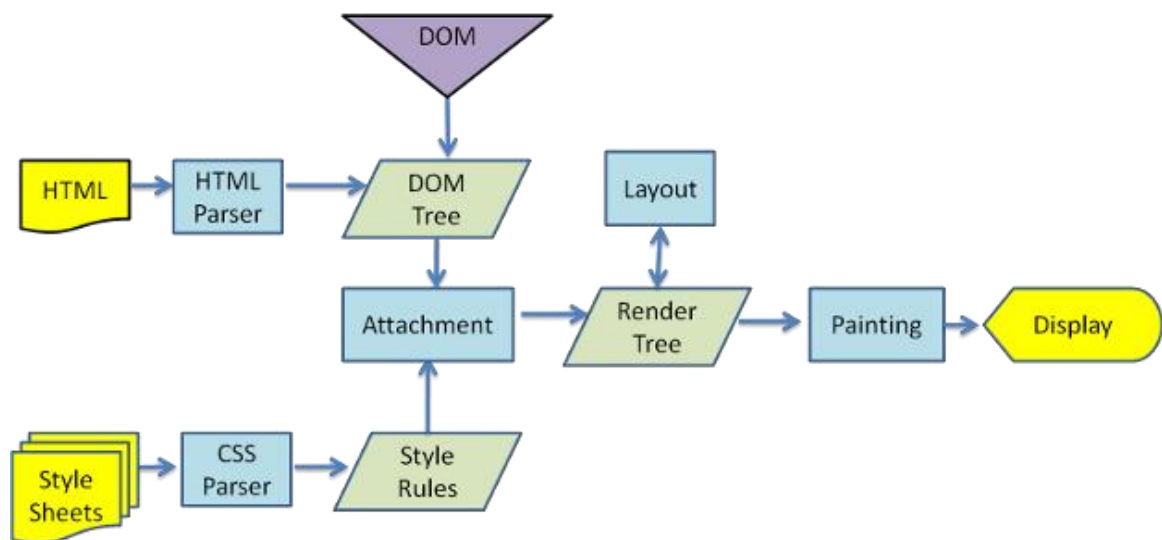 DOM
HTML
HTML
Parser
DOM
Tree
Layout
Attachment
Render
Tree
Painting
Display
Style
Sheets
CSS
Parser
Style
Rules